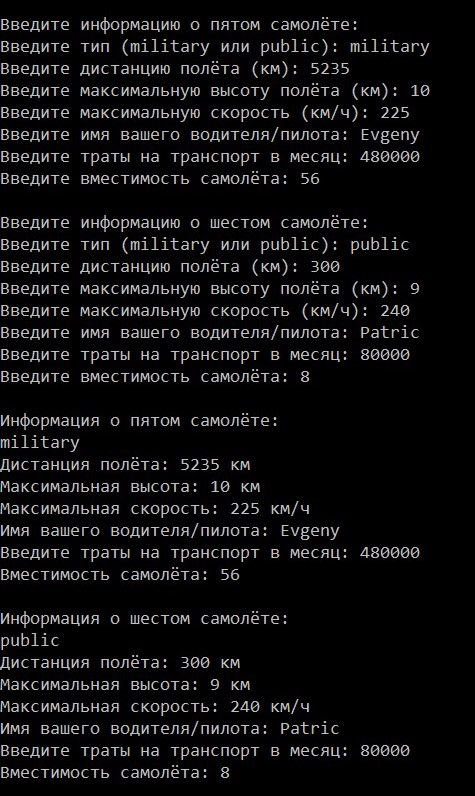 Введите информацию о пятом самолёте:
Введите тип (military или public): military
Введите дистанцию полёта (км): 5235
Введите максимальную высоту полёта (км): 10
Введите максимальную скорость (км/ч): 225
Введите имя вашего водителя/пилота: Evgeny
Введите траты на транспорт в месяц: 480000
Введите вместимость самолёта: 56
Введите информацию о шестом самолёте:
Введите тип (military или public): public
Введите дистанцию полёта (км): 300
Введите максимальную высоту полёта (км): 9
Введите максимальную скорость (км/ч): 240
Введите имя вашего водителя/пилота: Patric
Введите траты на транспорт в месяц: 80000
Введите вместимость самолёта: 8
Информация о пятом самолёте:
military
Дистанция полёта: 5235 км
Максимальная высота: 10 км
Максимальная скорость: 225 км/ч
Имя вашего водителя/пилота: Evgeny
Введите траты на транспорт в месяц: 480000
Вместимость самолёта: 56
Информация о шестом самолёте:
public
Дистанция полёта: 300 км
Максимальная высота: 9 км
Максимальная скорость: 240 км/ч
Имя вашего водителя/пилота: Patric
Введите траты на транспорт в месяц: 80000
Вместимость самолёта: 8